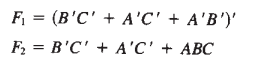 F₁ = (B'C' + A'C' + A'B')'
F₂ = B'C' + A'C' + ABC